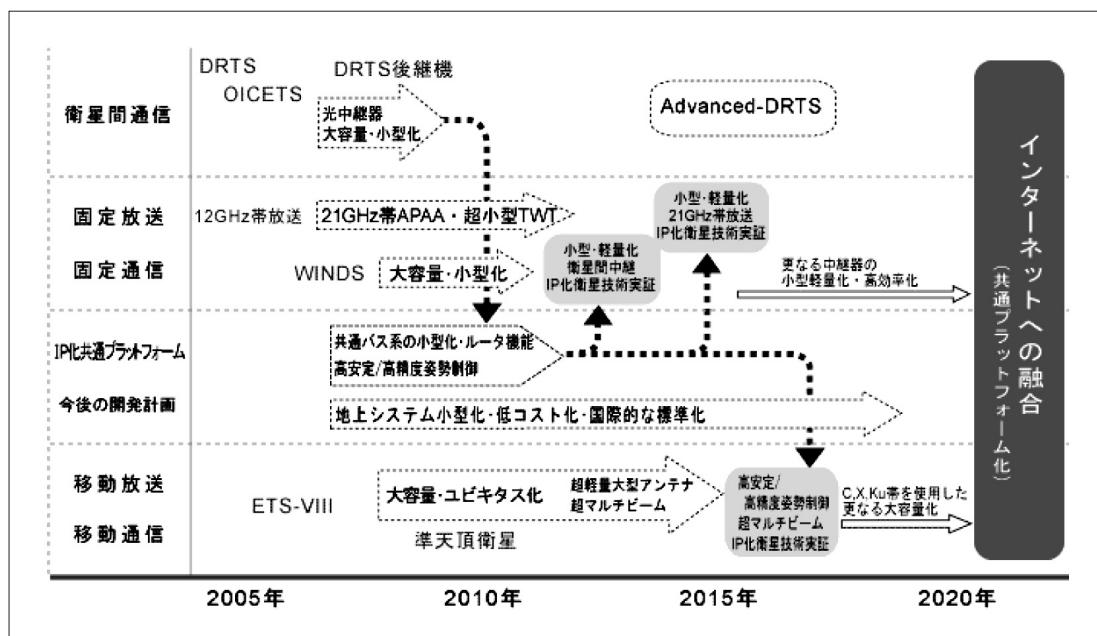 衛星間通信
DRTS
OICETS
DRTS後継機
光中継器
大容量・小型化
Advanced-DRTS
固定放送
固定通信
12GHz帯放送
21GHz帯APAA・超小型TWT
WINDS
大容量・小型化
小型・軽量化
衛星間中継
IP化衛星技術実証
小型・軽量化
21GHz帯放送
IP化衛星技術実証
更なる中継器の
小型軽量化・高効率化
IP化共通プラットフォーム
今後の開発計画
共通バス系の小型化・ルータ機能
高安定/高精度姿勢制御
地上システム小型化・低コスト化・国際的な標準化
移動放送
移動通信
ETS-VIII
大容量・ユビキタス化
超軽量大型アンテナ
超マルチビーム
準天頂衛星
高安定/
高精度姿勢制御
超マルチビーム
IP化衛星技術実証
C,X,Ku帯を使用した
更なる大容量化
インターネットへの融合
(共通プラットフォーム化)
2005年
2010年
2015年
2020年